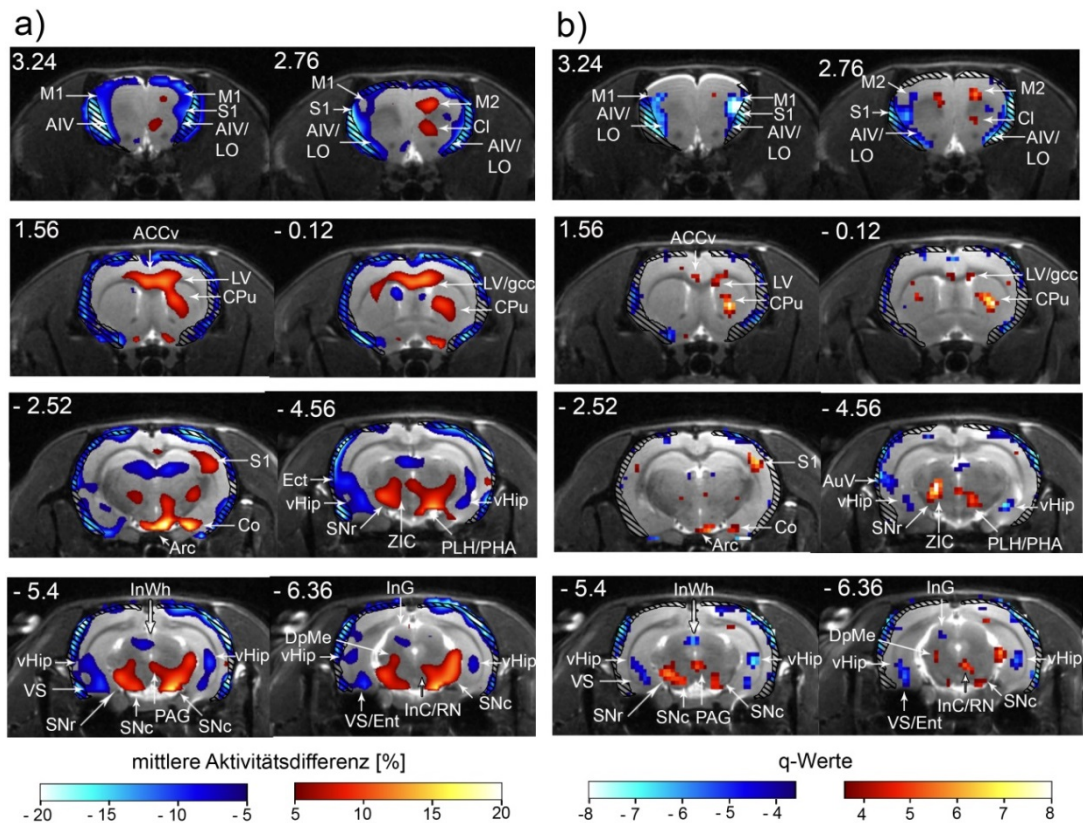 a)
3.24
M1
AIV
M1
S1
AIV/
LO
2.76
M1
S1
AIV/
LO
M2
Cl
AIV/
LO
1.56
ACCv
LV
CPu
- 0.12
LV/gcc
CPu
- 2.52
S1
Co
Arc
- 4.56
Ect
vHip
SNr
ZIC
PLH/PHA
vHip
- 5.4
InWh
vHip
VS
SNr
SNc
PAG
SNc
vHip
- 6.36
InG
DpMe
vHip
VS/Ent
InC/RN
SNc
vHip
mittlere Aktivitätsdifferenz [%]
- 20 - 15 - 10 - 5
5 10 15 20
b)
3.24
M1
AIV/
LO
M1
S1
AIV/
LO
2.76
M2
S1
AIV/
LO
M2
Cl
AIV/
LO
1.56
ACCv
LV
CPu
- 0.12
LV/gcc
CPu
- 2.52
S1
Co
Arc
- 4.56
AuV
vHip
SNr
ZIC
PLH/PHA
vHip
- 5.4
InWh
vHip
VS
SNr
SNc
PAG
SNc
vHip
- 6.36
InG
DpMe
vHip
VS/Ent
InC/RN
SNc
vHip
q-Werte
-8 - 7 - 6 - 5 - 4
4 5 6 7 8